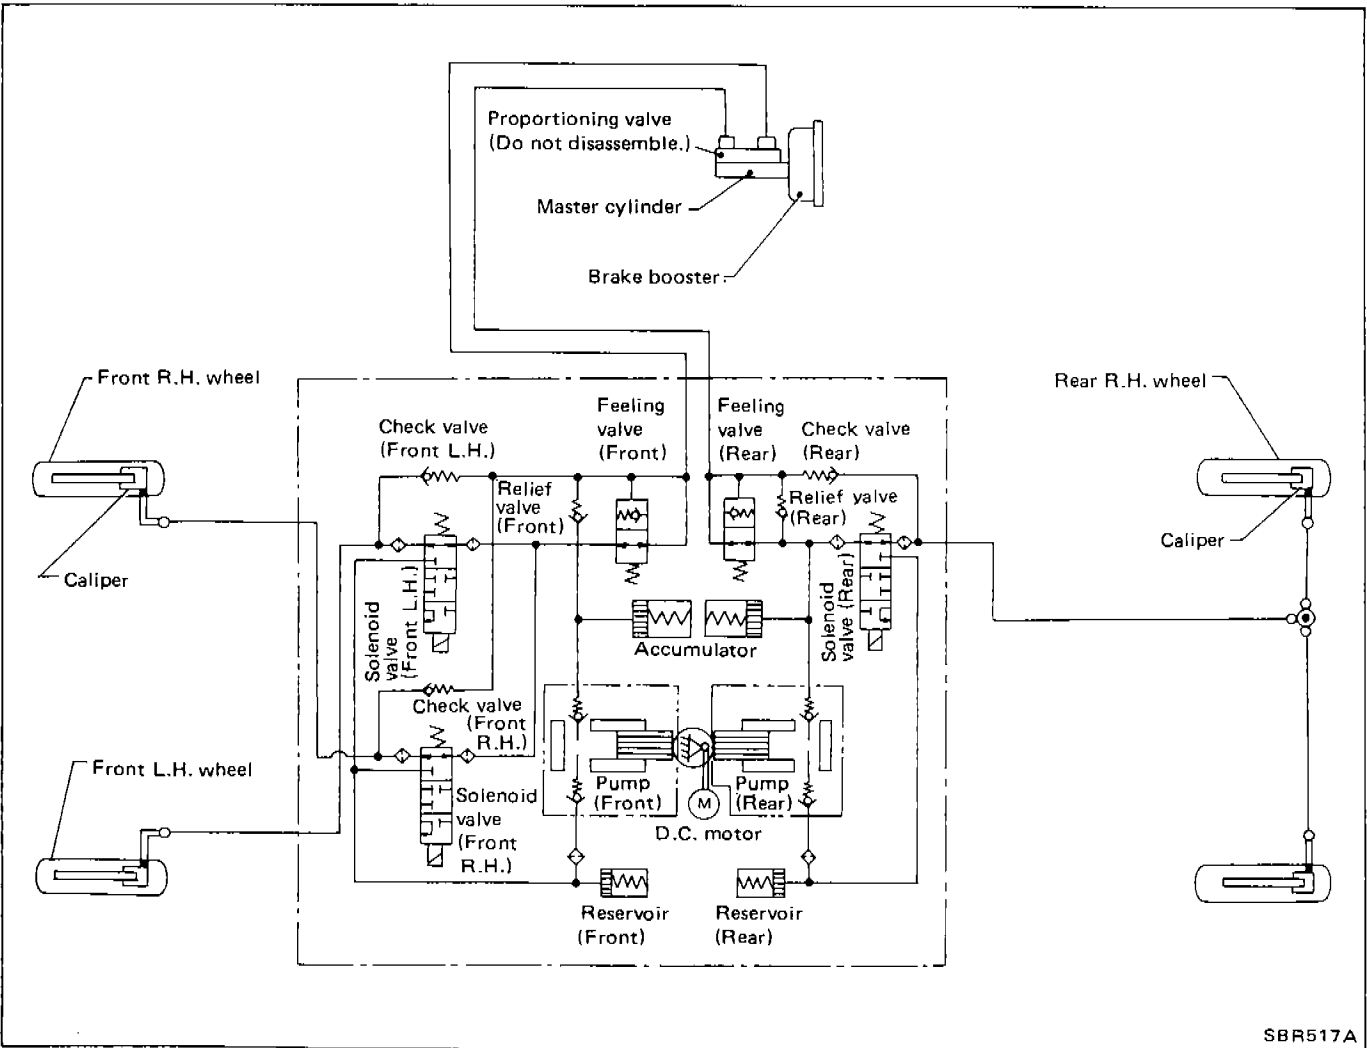 Proportioning valve
(Do not disassemble.)
Master cylinder
Brake booster
Front R.H. wheel
Rear R.H. wheel
Feeling
valve
(Front)
Feeling
valve
(Rear)
Check valve
(Front L.H.)
Check valve
(Rear)
Relief
valve
(Front)
Relief valve
(Rear)
Caliper
Caliper
Solenoid
valve
(Front L.H.)
Solenoid
valve (Rear)
Accumulator
Check valve
(Front
R.H.)
Front L.H. wheel
Pump
(Front)
Pump
(Rear)
M
D.C. motor
Solenoid
valve
(Front
R.H.)
Reservoir
(Front)
Reservoir
(Rear)
SBR517A